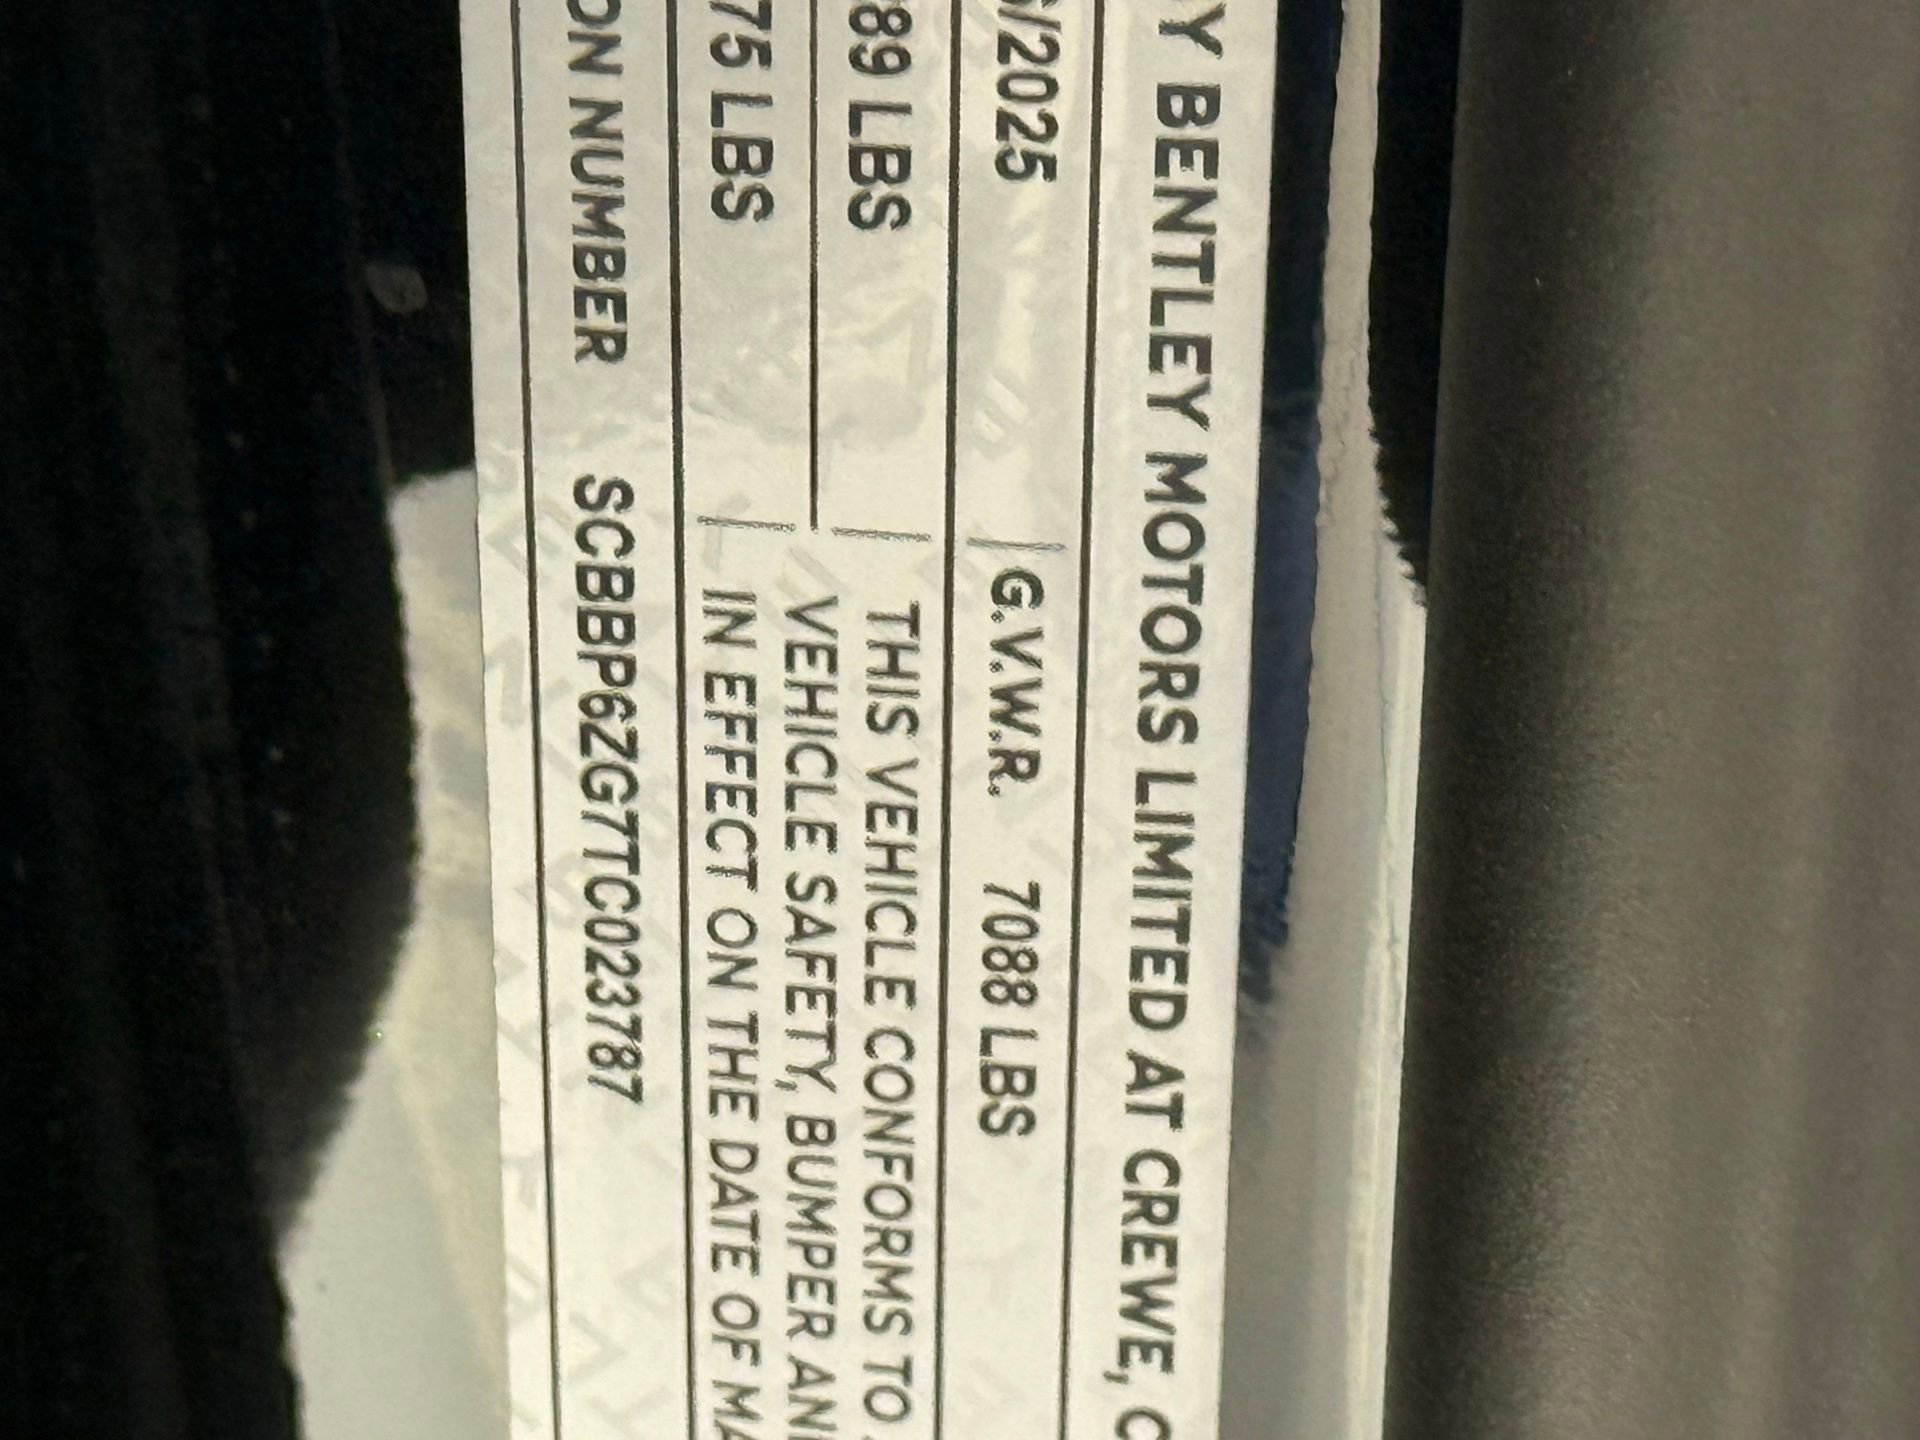 Y BENTLEY MOTORS LIMITED AT CREWE, C
/2025 G.V.W.R. 7088 LBS
89 LBS THIS VEHICLE CONFORMS TO
VEHICLE SAFETY, BUMPER AN
75 LBS IN EFFECT ON THE DATE OF MA
ON NUMBER SCBBP6ZG7TC023787